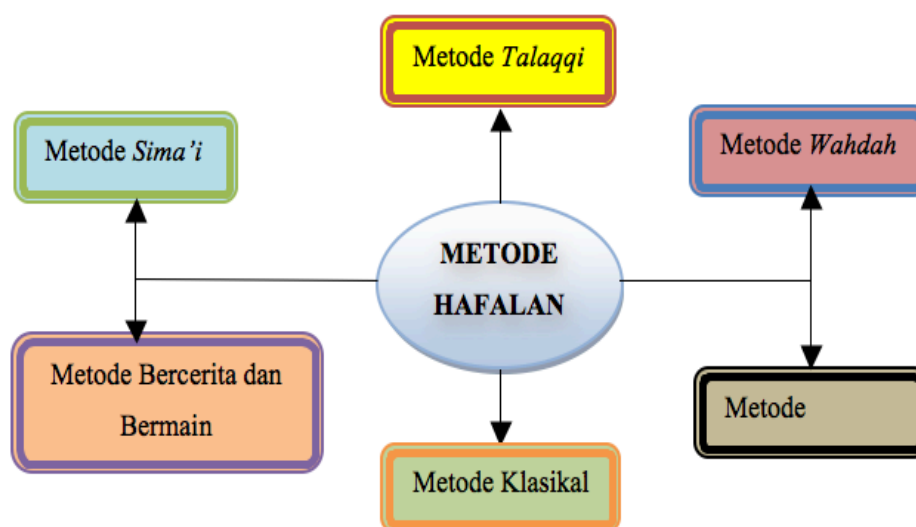 Metode Talaqqi
Metode Sima'i
Metode Wahdah
METODE
HAFALAN
Metode Bercerita dan
Bermain
Metode
Metode Klasikal